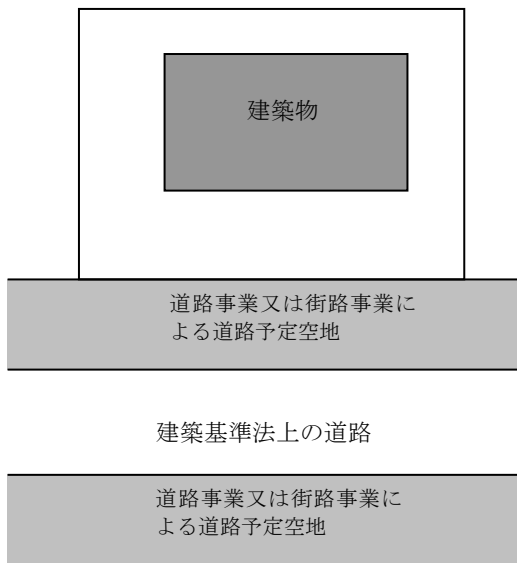 建築物
道路事業又は街路事業に
よる道路予定空地
建築基準法上の道路
道路事業又は街路事業に
よる道路予定空地